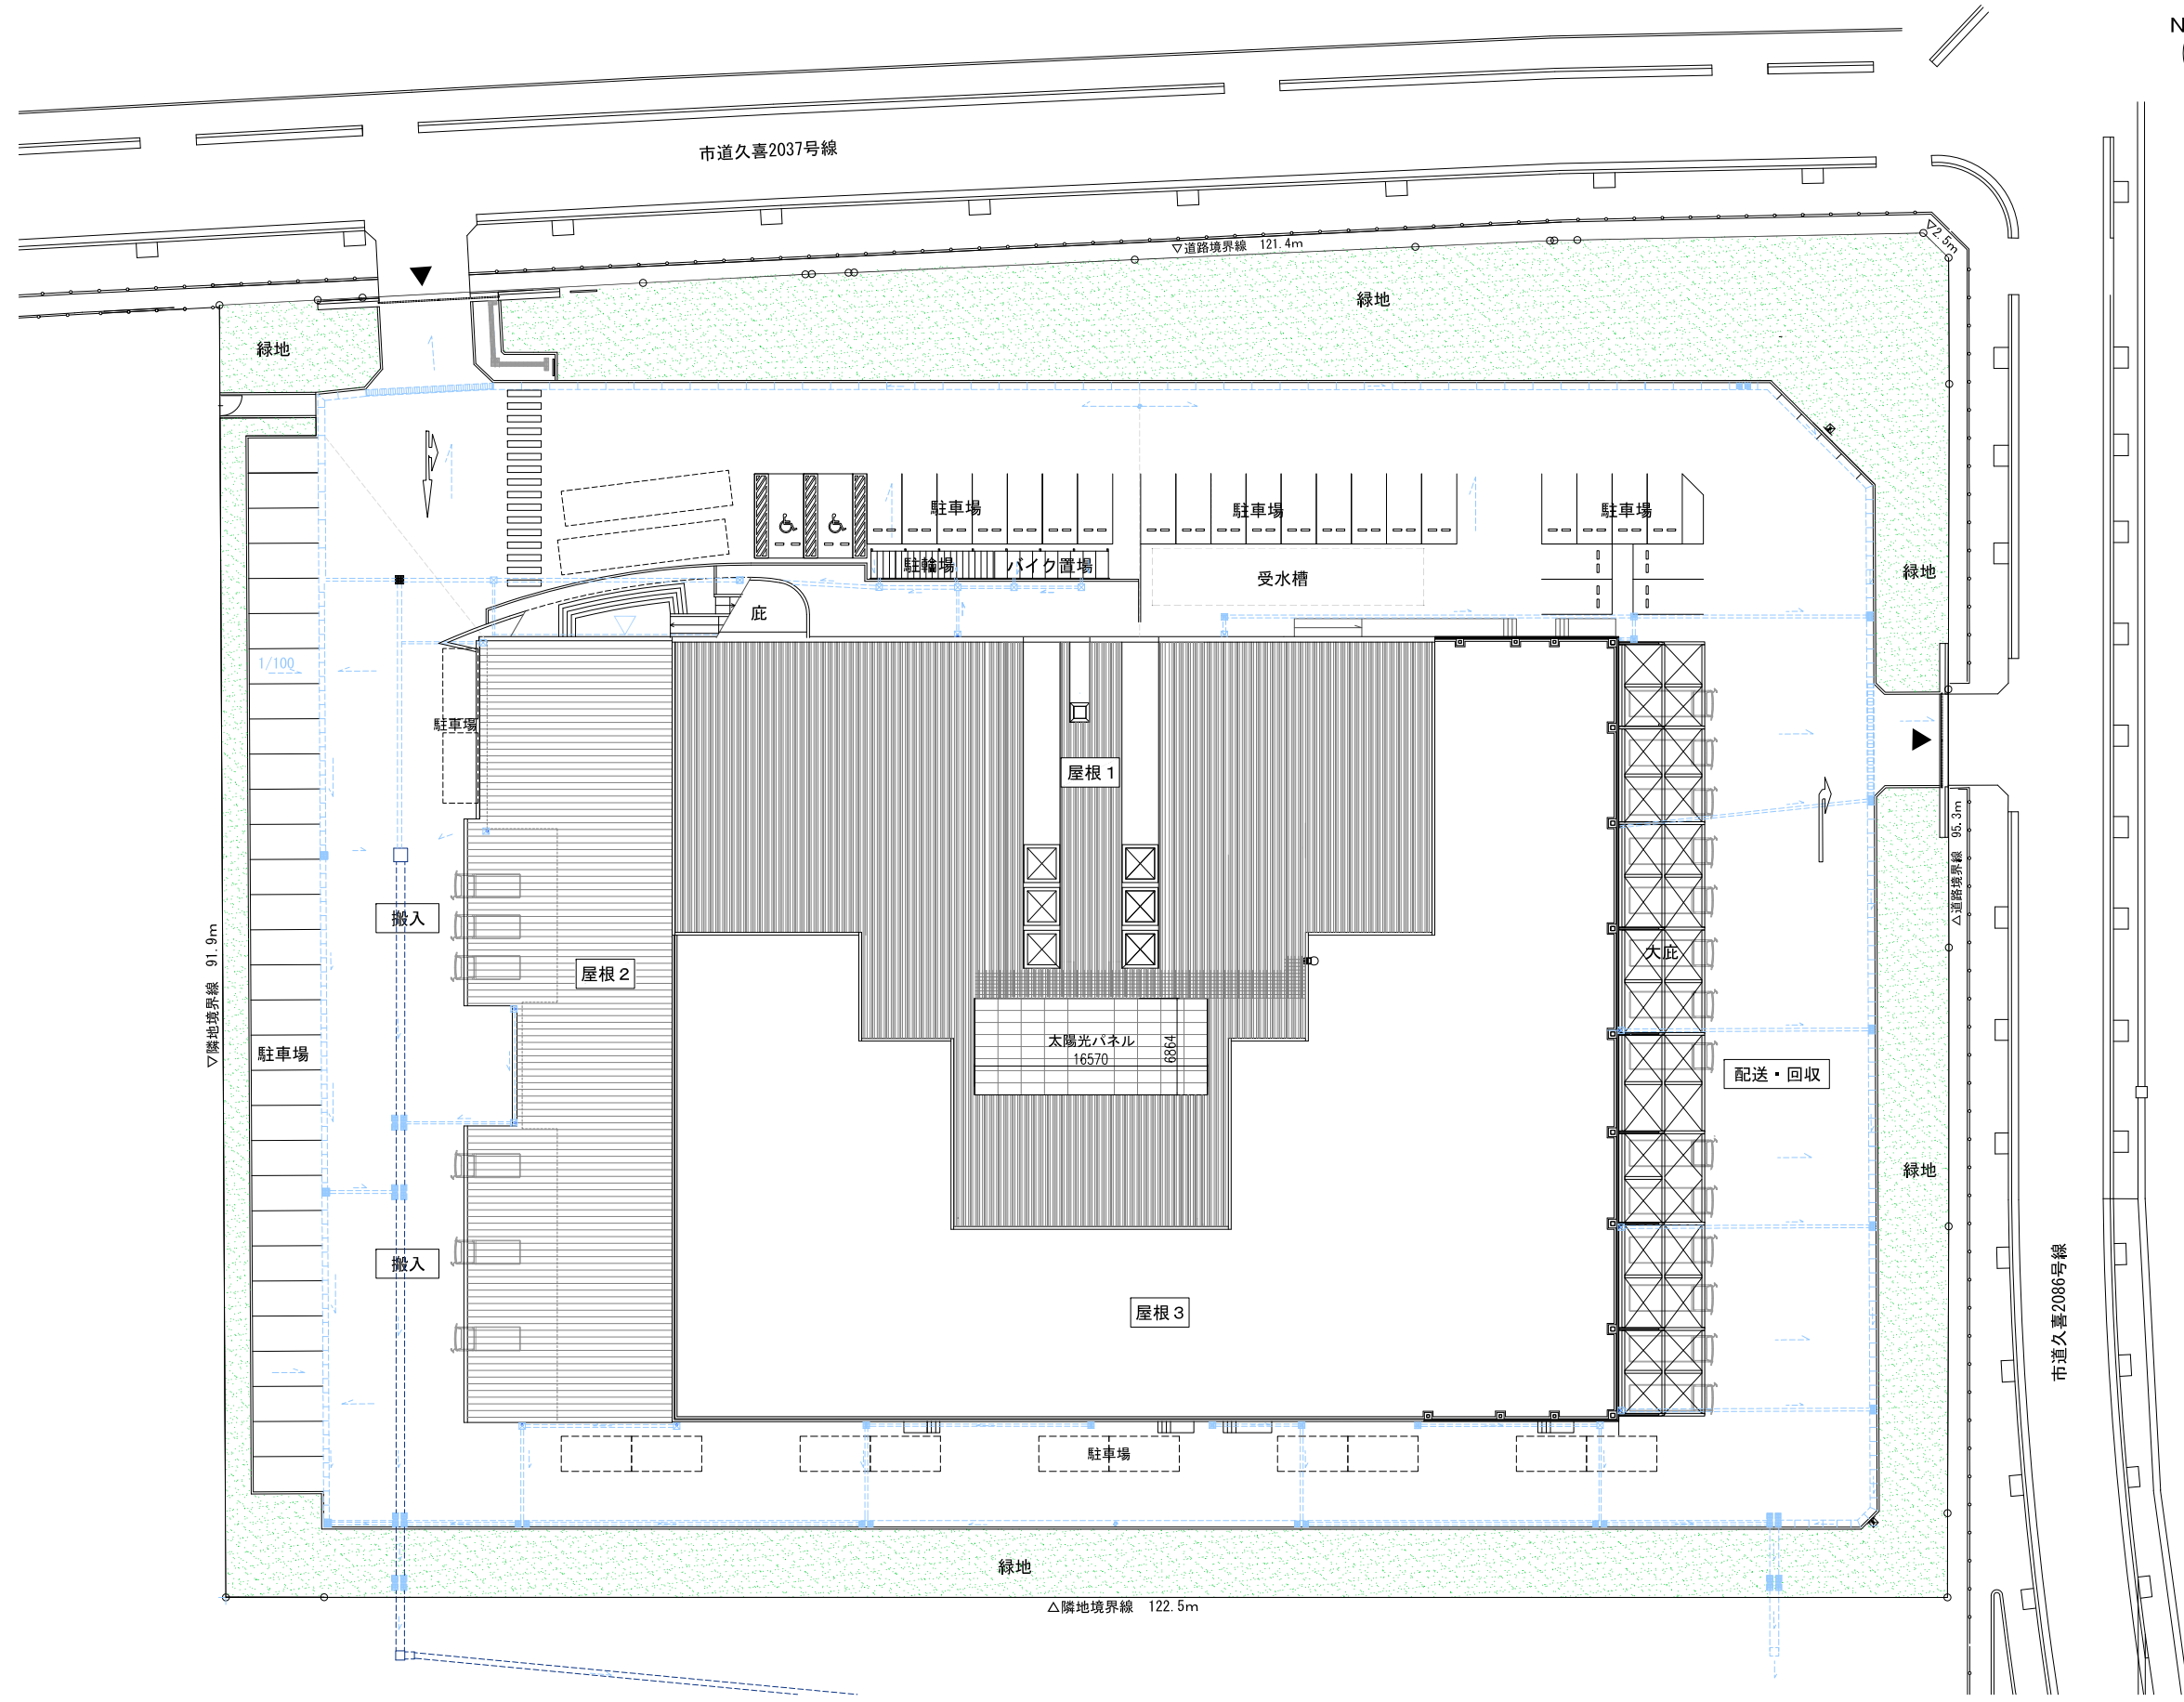 N
市道久喜2037号線
▽道路境界線　121.4m
▽2.5m
緑地
緑地
駐車場
駐車場
駐車場
駐輪場
バイク置場
受水槽
緑地
庇
1/100
駐車場
屋根１
搬入
屋根２
大庇
△道路境界線　95.3m
▽隣地境界線　91.9m
駐車場
太陽光パネル
16570
6864
配送・回収
緑地
搬入
屋根３
市道久喜2086号線
駐車場
緑地
△隣地境界線　122.5m